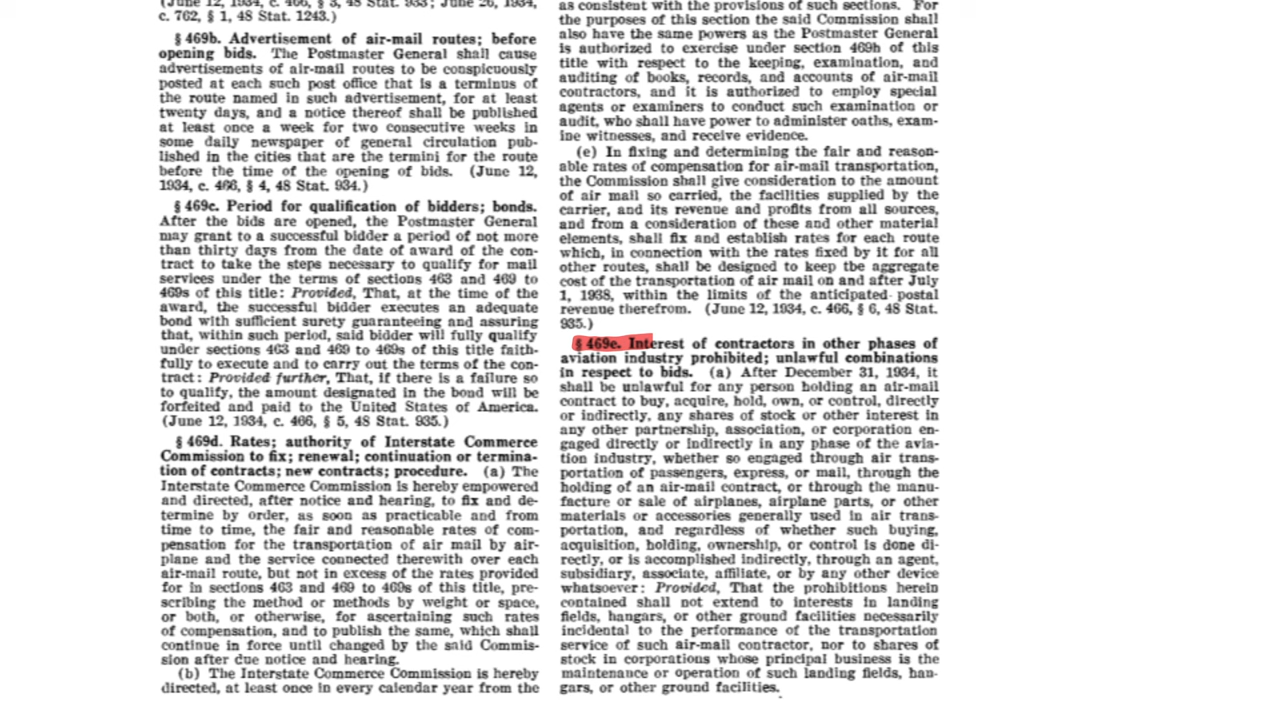 (June 12, 1934, c. 466, § 3, 48 Stat. 933; June 26, 1934,
c. 762, § 1, 48 Stat. 1243.)
§ 469b. Advertisement of air-mail routes; before
opening bids. The Postmaster General shall cause
advertisements of air-mail routes to be conspicuously
posted at each such post office that is a terminus of
the route named in such advertisement, for at least
twenty days, and a notice thereof shall be published
at least once a week for two consecutive weeks in
some daily newspaper of general circulation pub-
lished in the cities that are the termini for the route
before the time of the opening of bids. (June 12,
1934, c. 466, § 4, 48 Stat. 934.)
§ 469c. Period for qualification of bidders; bonds.
After the bids are opened, the Postmaster General
may grant to a successful bidder a period of not more
than thirty days from the date of award of the con-
tract to take the steps necessary to qualify for mail
services under the terms of sections 463 and 469 to
469s of this title: Provided, That, at the time of the
award, the successful bidder executes an adequate
bond with sufficient surety guaranteeing and assuring
that, within such period, said bidder will fully qualify
under sections 463 and 469 to 469s of this title faith-
fully to execute and to carry out the terms of the con-
tract: Provided further, That, if there is a failure so
to qualify, the amount designated in the bond will be
forfeited and paid to the United States of America.
(June 12, 1934, c. 466, § 5, 48 Stat. 935.)
§ 469d. Rates; authority of Interstate Commerce
Commission to fix; renewal; continuation or termina-
tion of contracts; new contracts; procedure. (a) The
Interstate Commerce Commission is hereby empowered
and directed, after notice and hearing, to fix and de-
termine by order, as soon as practicable and from
time to time, the fair and reasonable rates of com-
pensation for the transportation of air mail by air-
plane and the service connected therewith over each
air-mail route, but not in excess of the rates provided
for in sections 463 and 469 to 469s of this title, pre-
scribing the method or methods by weight or space,
or both, or otherwise, for ascertaining such rates
of compensation, and to publish the same, which shall
continue in force until changed by the said Commis-
sion after due notice and hearing.
(b) The Interstate Commerce Commission is hereby
directed, at least once in every calendar year from the
as consistent with the provisions of such sections. For
the purposes of this section the said Commission shall
also have the same powers as the Postmaster General
is authorized to exercise under section 469h of this
title with respect to the keeping, examination, and
auditing of books, records, and accounts of air-mail
contractors, and it is authorized to employ special
agents or examiners to conduct such examination or
audit, who shall have power to administer oaths, exam-
ine witnesses, and receive evidence.
(e) In fixing and determining the fair and reason-
able rates of compensation for air-mail transportation,
the Commission shall give consideration to the amount
of air mail so carried, the facilities supplied by the
carrier, and its revenue and profits from all sources,
and from a consideration of these and other material
elements, shall fix and establish rates for each route
which, in connection with the rates fixed by it for all
other routes, shall be designed to keep the aggregate
cost of the transportation of air mail on and after July
1, 1938, within the limits of the anticipated postal
revenue therefrom. (June 12, 1934, c. 466, § 6, 48 Stat.
935.)
§ 469e. Interest of contractors in other phases of
aviation industry prohibited; unlawful combinations
in respect to bids. (a) After December 31, 1934, it
shall be unlawful for any person holding an air-mail
contract to buy, acquire, hold, own, or control, directly
or indirectly, any shares of stock or other interest in
any other partnership, association, or corporation en-
gaged directly or indirectly in any phase of the avia-
tion industry, whether so engaged through air trans-
portation of passengers, express, or mail, through the
holding of an air-mail contract, or through the manu-
facture or sale of airplanes, airplane parts, or other
materials or accessories generally used in air trans-
portation, and regardless of whether such buying,
acquisition, holding, ownership, or control is done di-
rectly, or is accomplished indirectly, through an agent,
subsidiary, associate, affiliate, or by any other device
whatsoever: Provided, That the prohibitions herein
contained shall not extend to interests in landing
fields, hangars, or other ground facilities necessarily
incidental to the performance of the transportation
service of such air-mail contractor, nor to shares of
stock in corporations whose principal business is the
maintenance or operation of such landing fields, han-
gars, or other ground facilities.